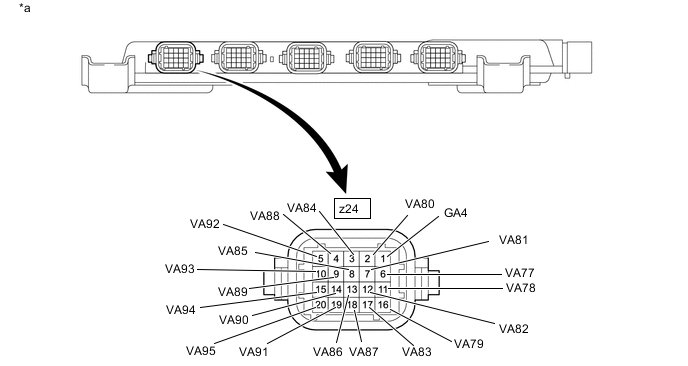 *a
z24
VA84
VA80
VA88
GA4
VA92
VA81
VA85
5 4 3 2 1
VA93
10 9 8 7 6
VA77
VA89
15 14 13 12 11
VA78
VA94
20 19 18 17 16
VA90
VA82
VA95
VA91
VA86
VA87
VA83
VA79